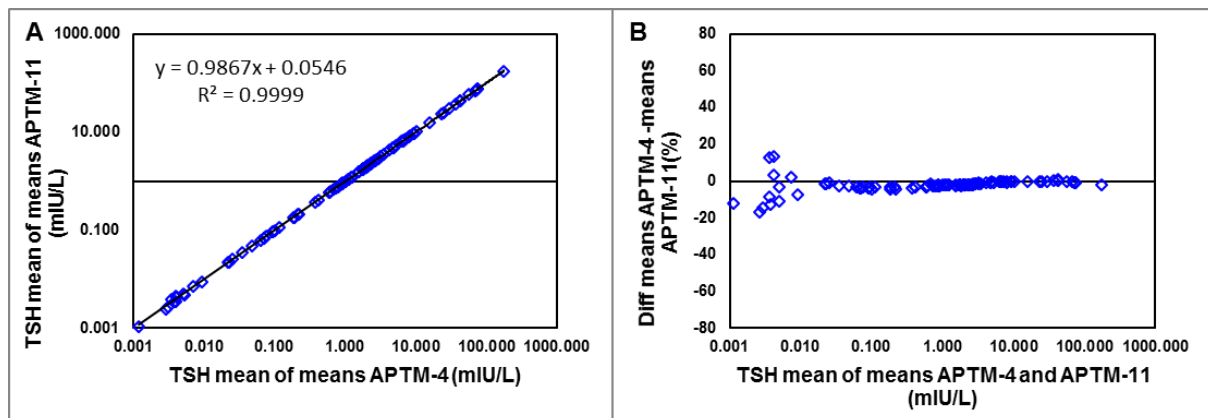 A
TSH mean of means APTM-11
(mIU/L)
1000.000
10.000
0.100
0.001
y = 0.9867x + 0.0546
R² = 0.9999
0.001 0.010 0.100 1.000 10.000 100.000 1000.000
TSH mean of means APTM-4 (mIU/L)
B
Diff means APTM-4 -means
APTM-11(%)
80
60
40
20
0
-20
-40
-60
-80
0.001 0.010 0.100 1.000 10.000 100.000 1000.000
TSH mean of means APTM-4 and APTM-11
(mIU/L)